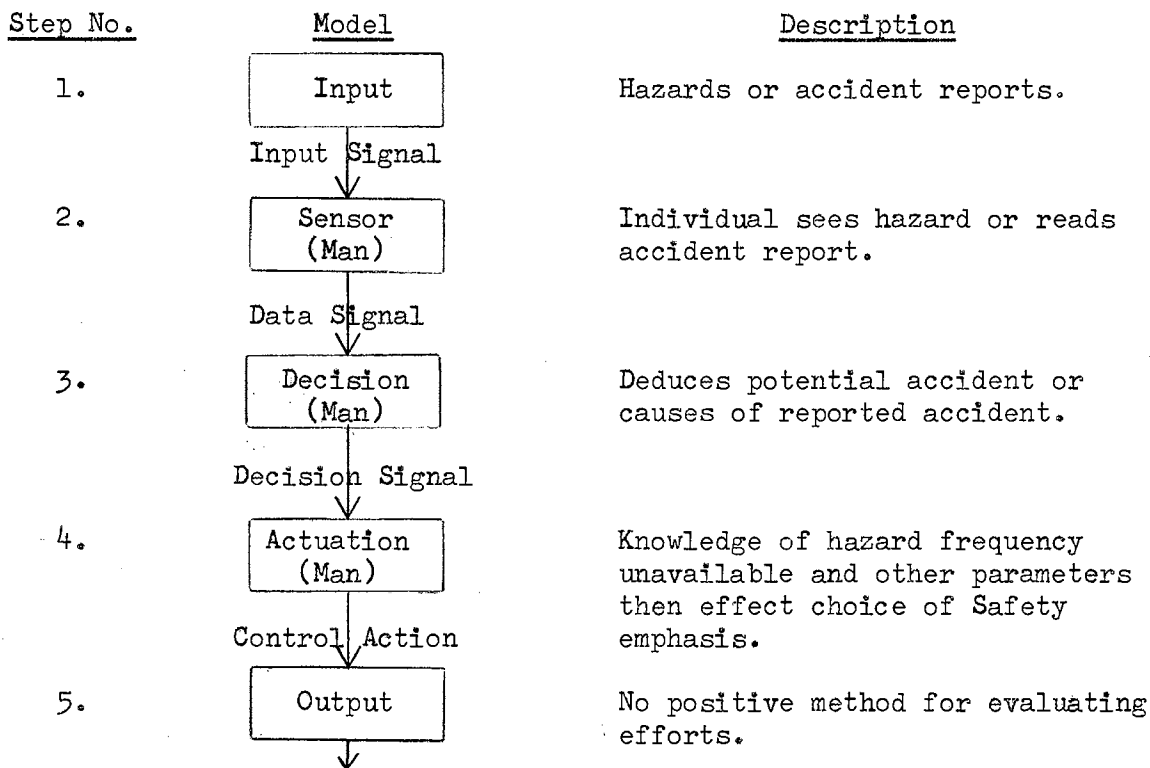 Step No. Model Description
1. Input Hazards or accident reports.
Input Signal
2. Sensor Individual sees hazard or reads
(Man) accident report.
Data Signal
3. Decision Deduces potential accident or
(Man) causes of reported accident.
Decision Signal
4. Actuation Knowledge of hazard frequency
(Man) unavailable and other parameters
then effect choice of Safety
Control Action emphasis.
5. Output No positive method for evaluating
efforts.